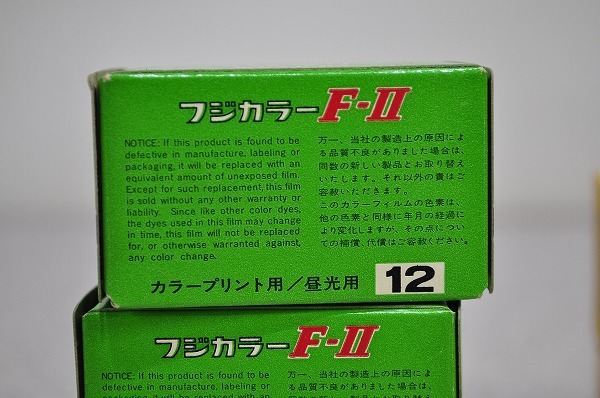 フジカラー F-II
NOTICE: If this product is found to be
defective in manufacture, labeling or
packaging, it will be replaced with an
equivalent amount of unexposed film.
Except for such replacement, this film
is sold without any other warranty or
liability. Since like other color dyes,
the dyes used in this film may change
in time, this film will not be replaced
for, or otherwise warranted against,
any color change.
万一、当社の製造上の原因によ
る品質不良がありました場合は、
同数の新しい製品とお取り替え
いたします。それ以外の責はご
容赦いただきます。
このカラーフィルムの色素は、
他の色素と同様に年月の経過に
より変化しますが、その点につい
ての補償、代償はご容赦ください。
カラープリント用/昼光用 12
フジカラー F-II
NOTICE: If this product is found to be
defective in manufacture, labeling or
packaging, it will be replaced with an
万一、当社の製造上の原因によ
る品質不良がありました場合は、